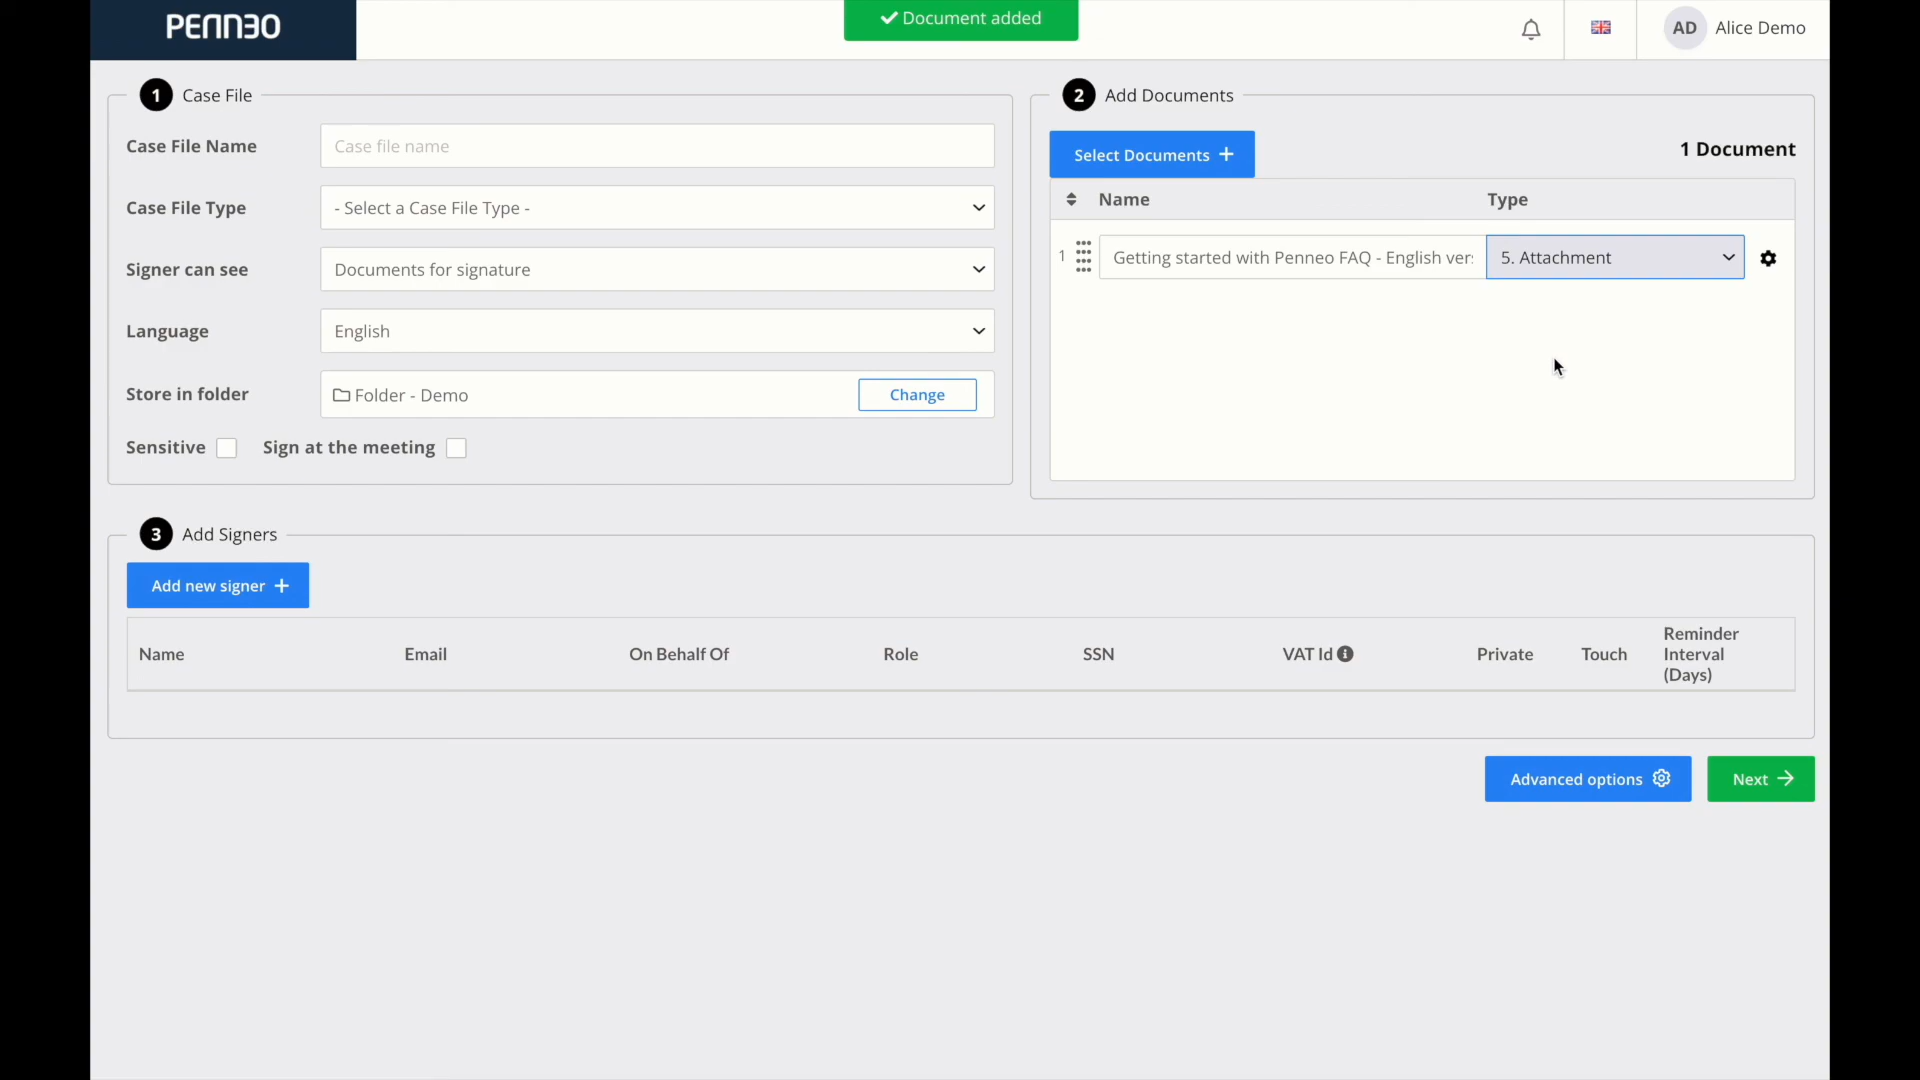 PENNEO
Document added
AD Alice Demo
1 Case File
Case File Name
Case file name
Case File Type
- Select a Case File Type -
Signer can see
Documents for signature
Language
English
Store in folder
Folder - Demo
Change
Sensitive
Sign at the meeting
2 Add Documents
Select Documents +
1 Document
Name Type
1 Getting started with Penneo FAQ - English ver
5. Attachment
3 Add Signers
Add new signer +
Name Email On Behalf Of Role SSN VAT Id Private Touch Reminder
Interval
(Days)
Advanced options
Next